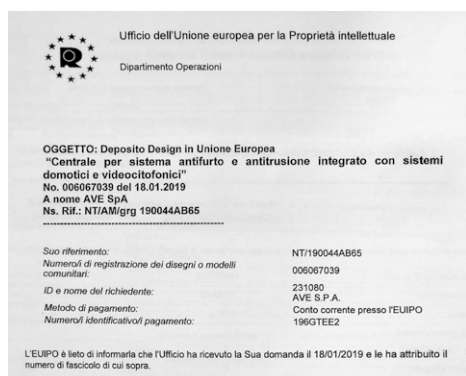 Ufficio dell'Unione europea per la Proprietà intellettuale
Dipartimento Operazioni
OGGETTO: Deposito Design in Unione Europea
"Centrale per sistema antifurto e antitrusione integrato con sistemi
domotici e videocitofonici"
No. 006067039 del 18.01.2019
A nome AVE SpA
Ns. Rif.: NT/AM/grg 190044AB65
Suo riferimento: NT/190044AB65
Numero/i di registrazione dei disegni o modelli
comunitari: 006067039
ID e nome del richiedente: 231080
AVE S.P.A.
Metodo di pagamento: Conto corrente presso l'EUIPO
Numero/i identificativo/i pagamento: 196GTEE2
L'EUIPO è lieto di informarla che l'Ufficio ha ricevuto la Sua domanda il 18/01/2019 e le ha attribuito il
numero di fascicolo di cui sopra.